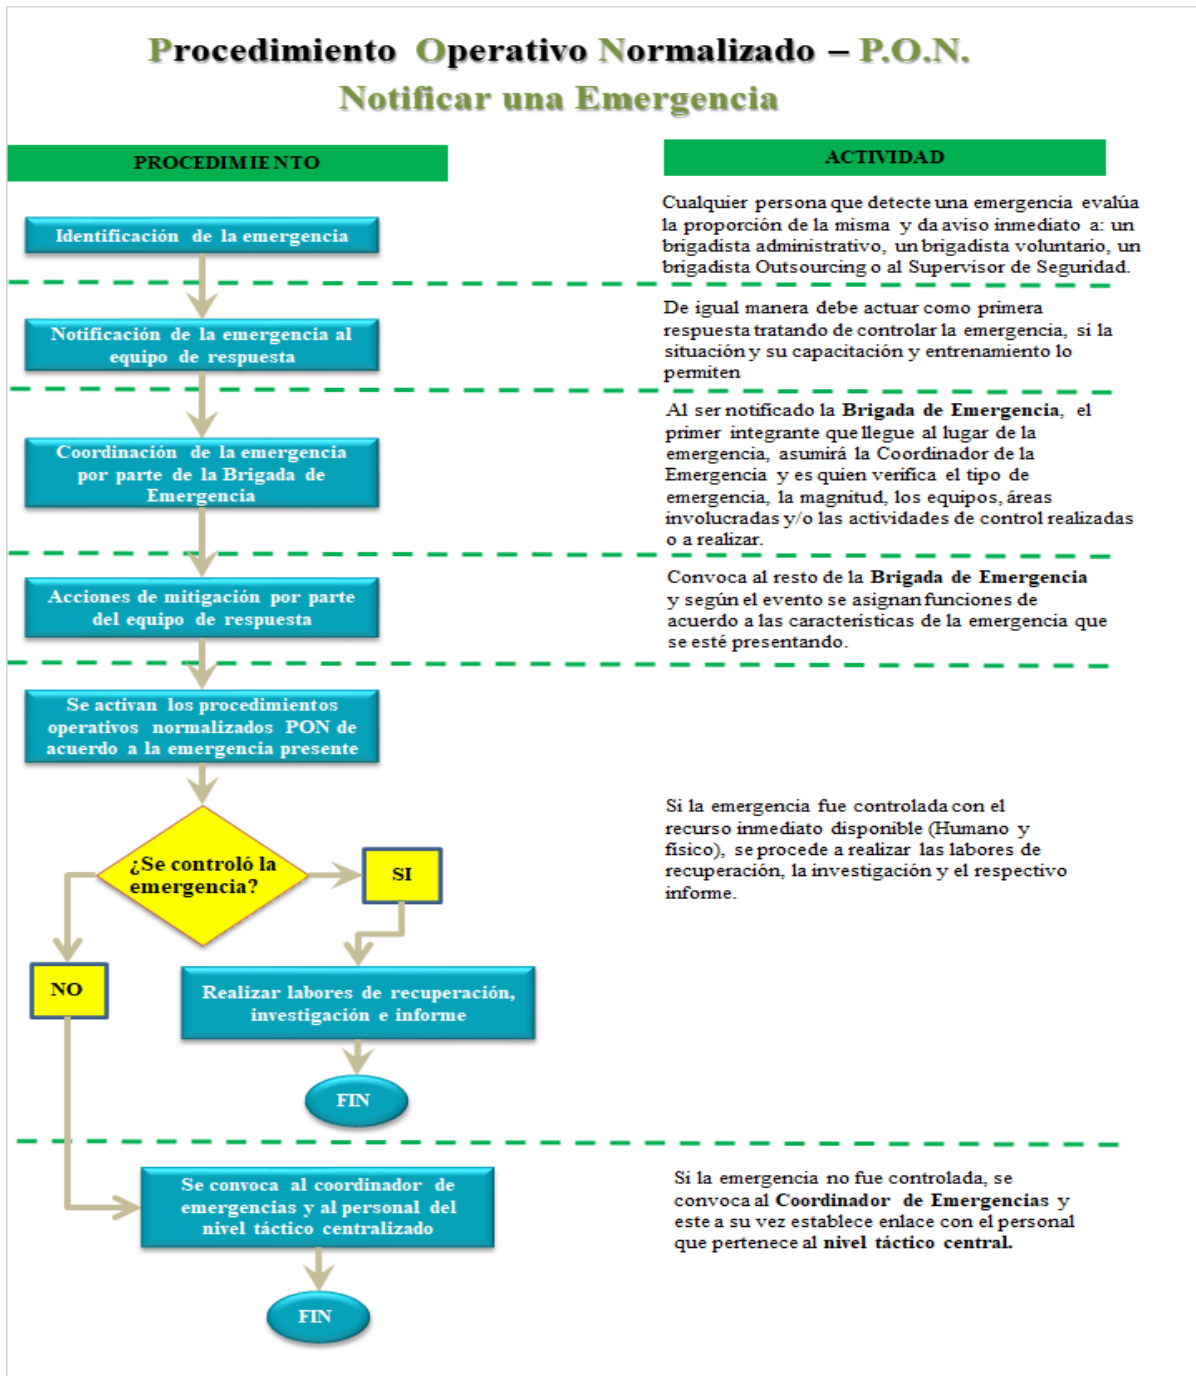 Procedimiento Operativo Normalizado – P.O.N.
Notificar una Emergencia
PROCEDIMIENTO
ACTIVIDAD
Identificación de la emergencia
Cualquier persona que detecte una emergencia evalúa
la proporción de la misma y da aviso inmediato a: un
brigadista administrativo, un brigadista voluntario, un
brigadista Outsourcing o al Supervisor de Seguridad.
Notificación de la emergencia al
equipo de respuesta
De igual manera debe actuar como primera
respuesta tratando de controlar la emergencia, si la
situación y su capacitación y entrenamiento lo
permiten
Coordinación de la emergencia
por parte de la Brigada de
Emergencia
Al ser notificado la Brigada de Emergencia, el
primer integrante que llegue al lugar de la
emergencia, asumirá la Coordinador de la
Emergencia y es quien verifica el tipo de
emergencia, la magnitud, los equipos, áreas
involucradas y/o las actividades de control realizadas
o a realizar.
Acciones de mitigación por parte
del equipo de respuesta
Convoca al resto de la Brigada de Emergencia
y según el evento se asignan funciones de
acuerdo a las características de la emergencia que
se esté presentando.
Se activan los procedimientos
operativos normalizados PON de
acuerdo a la emergencia presente
¿Se controló la
emergencia?
SI
NO
Si la emergencia fue controlada con el
recurso inmediato disponible (Humano y
físico), se procede a realizar las labores de
recuperación, la investigación y el respectivo
informe.
Realizar labores de recuperación,
investigación e informe
FIN
Se convoca al coordinador de
emergencias y al personal del
nivel táctico centralizado
Si la emergencia no fue controlada, se
convoca al Coordinador de Emergencias y
este a su vez establece enlace con el personal
que pertenece al nivel táctico central.
FIN